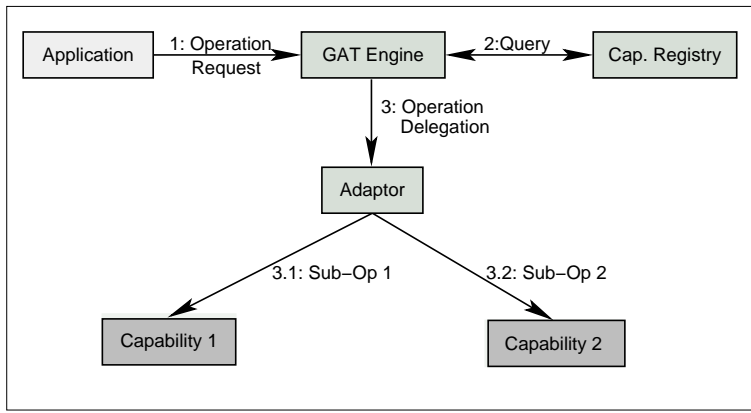 Application
1: Operation
Request
GAT Engine
2:Query
Cap. Registry
3: Operation
Delegation
Adaptor
3.1: Sub−Op 1
3.2: Sub−Op 2
Capability 1
Capability 2